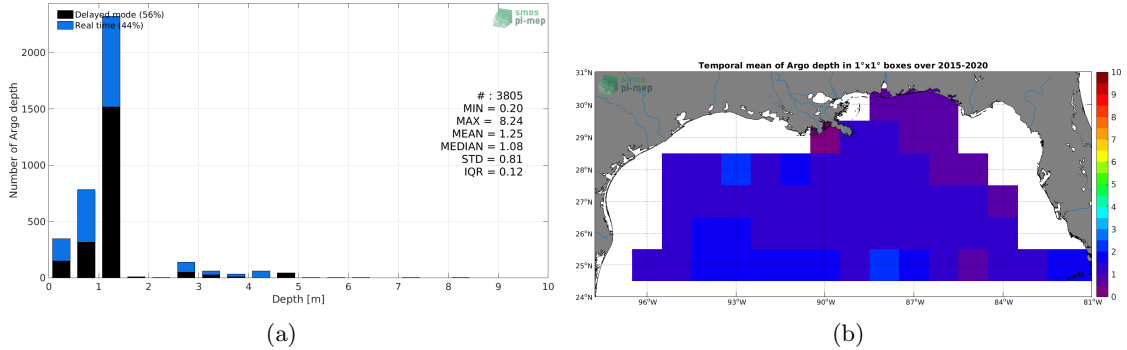 Delayed mode (56%)
Real time (44%)
smos
pi-mep
2000
1500
1000
500
0
Number of Argo depth
# : 3805
MIN = 0.20
MAX = 8.24
MEAN = 1.25
MEDIAN = 1.08
STD = 0.81
IQR = 0.12
0 1 2 3 4 5 6 7 8 9 10
Depth [m]
(a)
Temporal mean of Argo depth in 1°x1° boxes over 2015-2020
smos
pi-mep
31°N
30°N
29°N
28°N
27°N
26°N
25°N
24°N
96°W 93°W 90°W 87°W 84°W 81°W
10
9
8
7
6
5
4
3
2
1
0
(b)